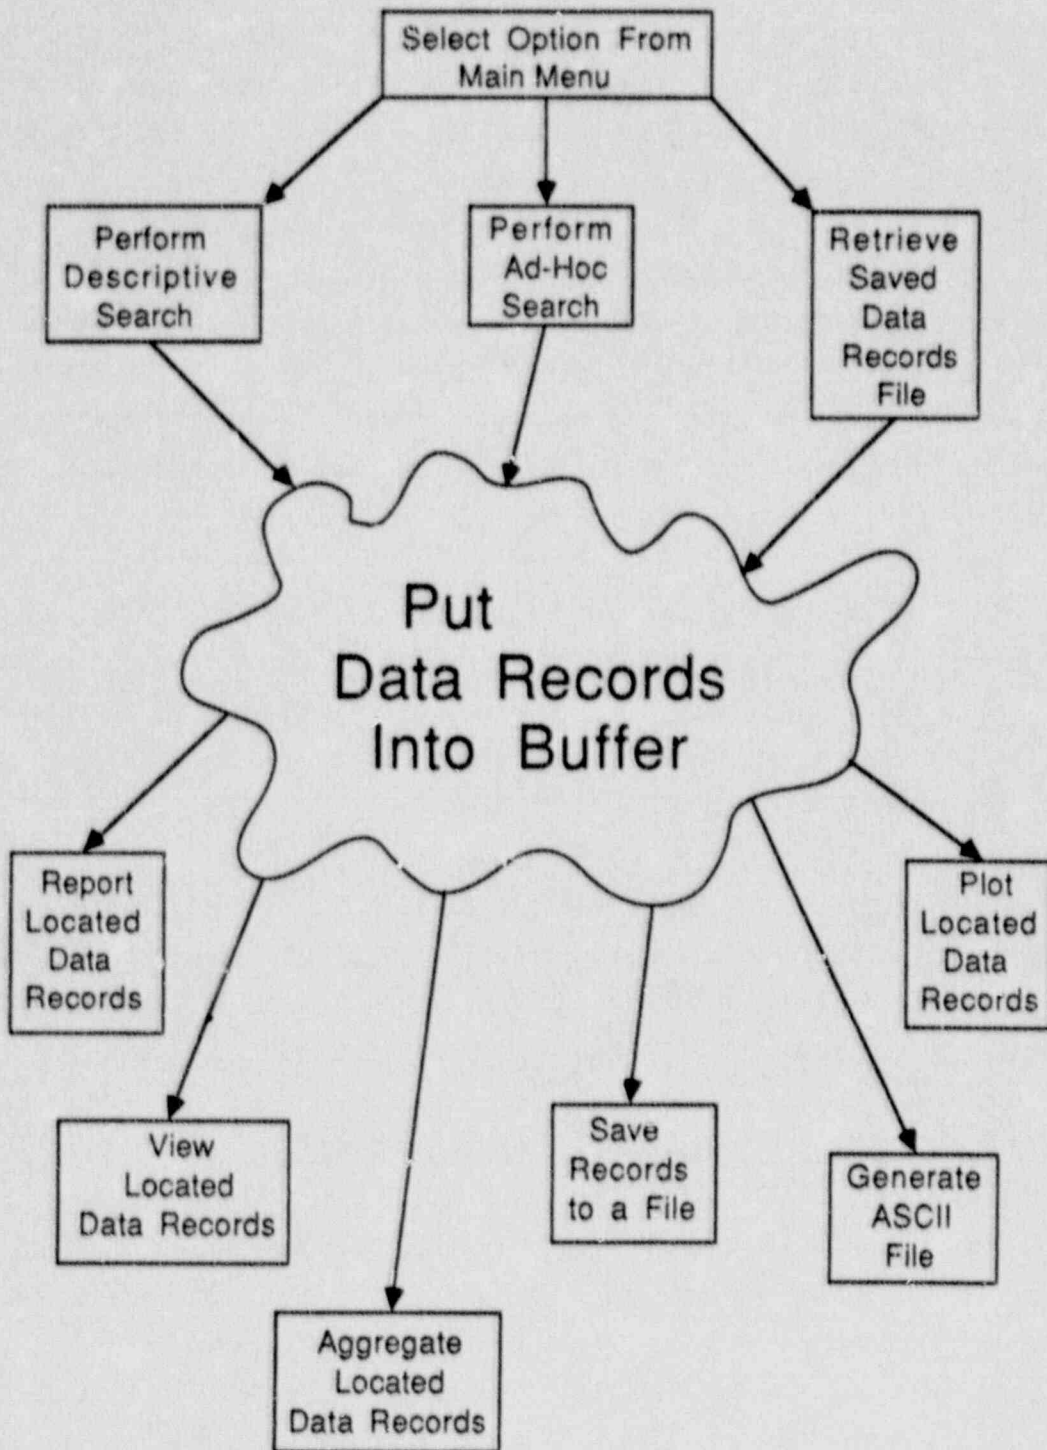 Select Option From
Main Menu
Perform
Descriptive
Search
Perform
Ad-Hoc
Search
Retrieve
Saved
Data
Records
File
Put
Data Records
Into Buffer
Report
Located
Data
Records
Plot
Located
Data
Records
View
Located
Data Records
Save
Records
to a File
Generate
ASCII
File
Aggregate
Located
Data Records